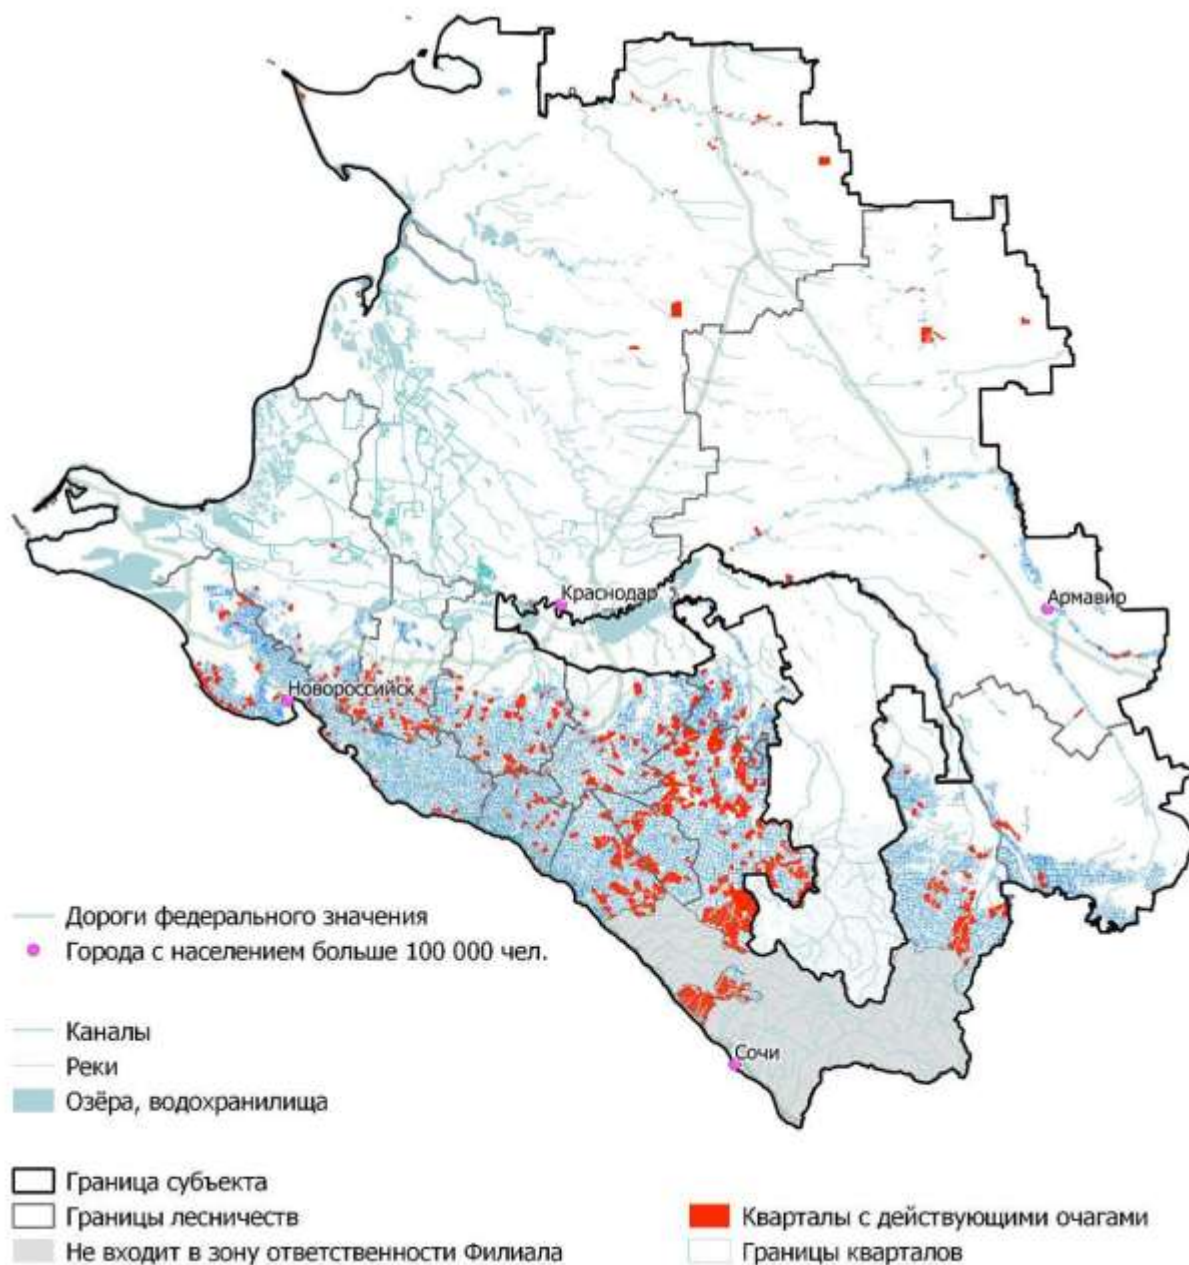 Краснодар
Армавир
Новороссийск
Сочи
Дороги федерального значения
Города с населением больше 100 000 чел.
Каналы
Реки
Озёра, водохранилища
Граница субъекта
Границы лесничеств
Не входит в зону ответственности Филиала
Кварталы с действующими очагами
Границы кварталов